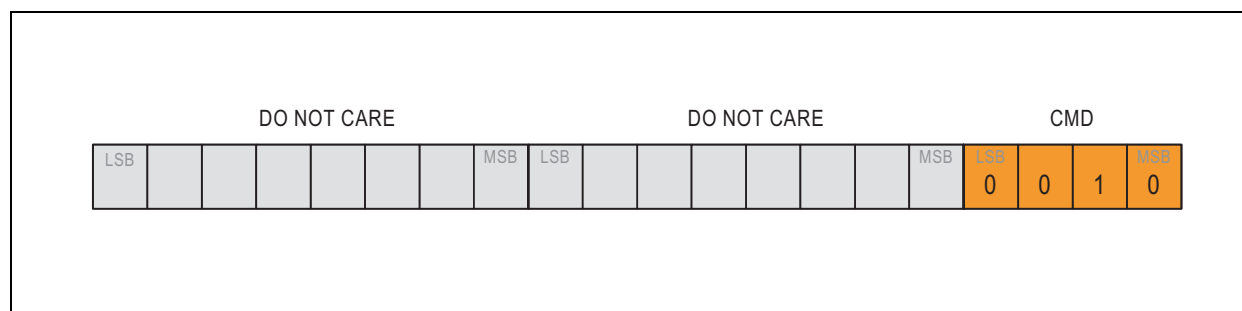 DO NOT CARE DO NOT CARE CMD
LSB MSB LSB MSB LSB MSB
0 0 1 0